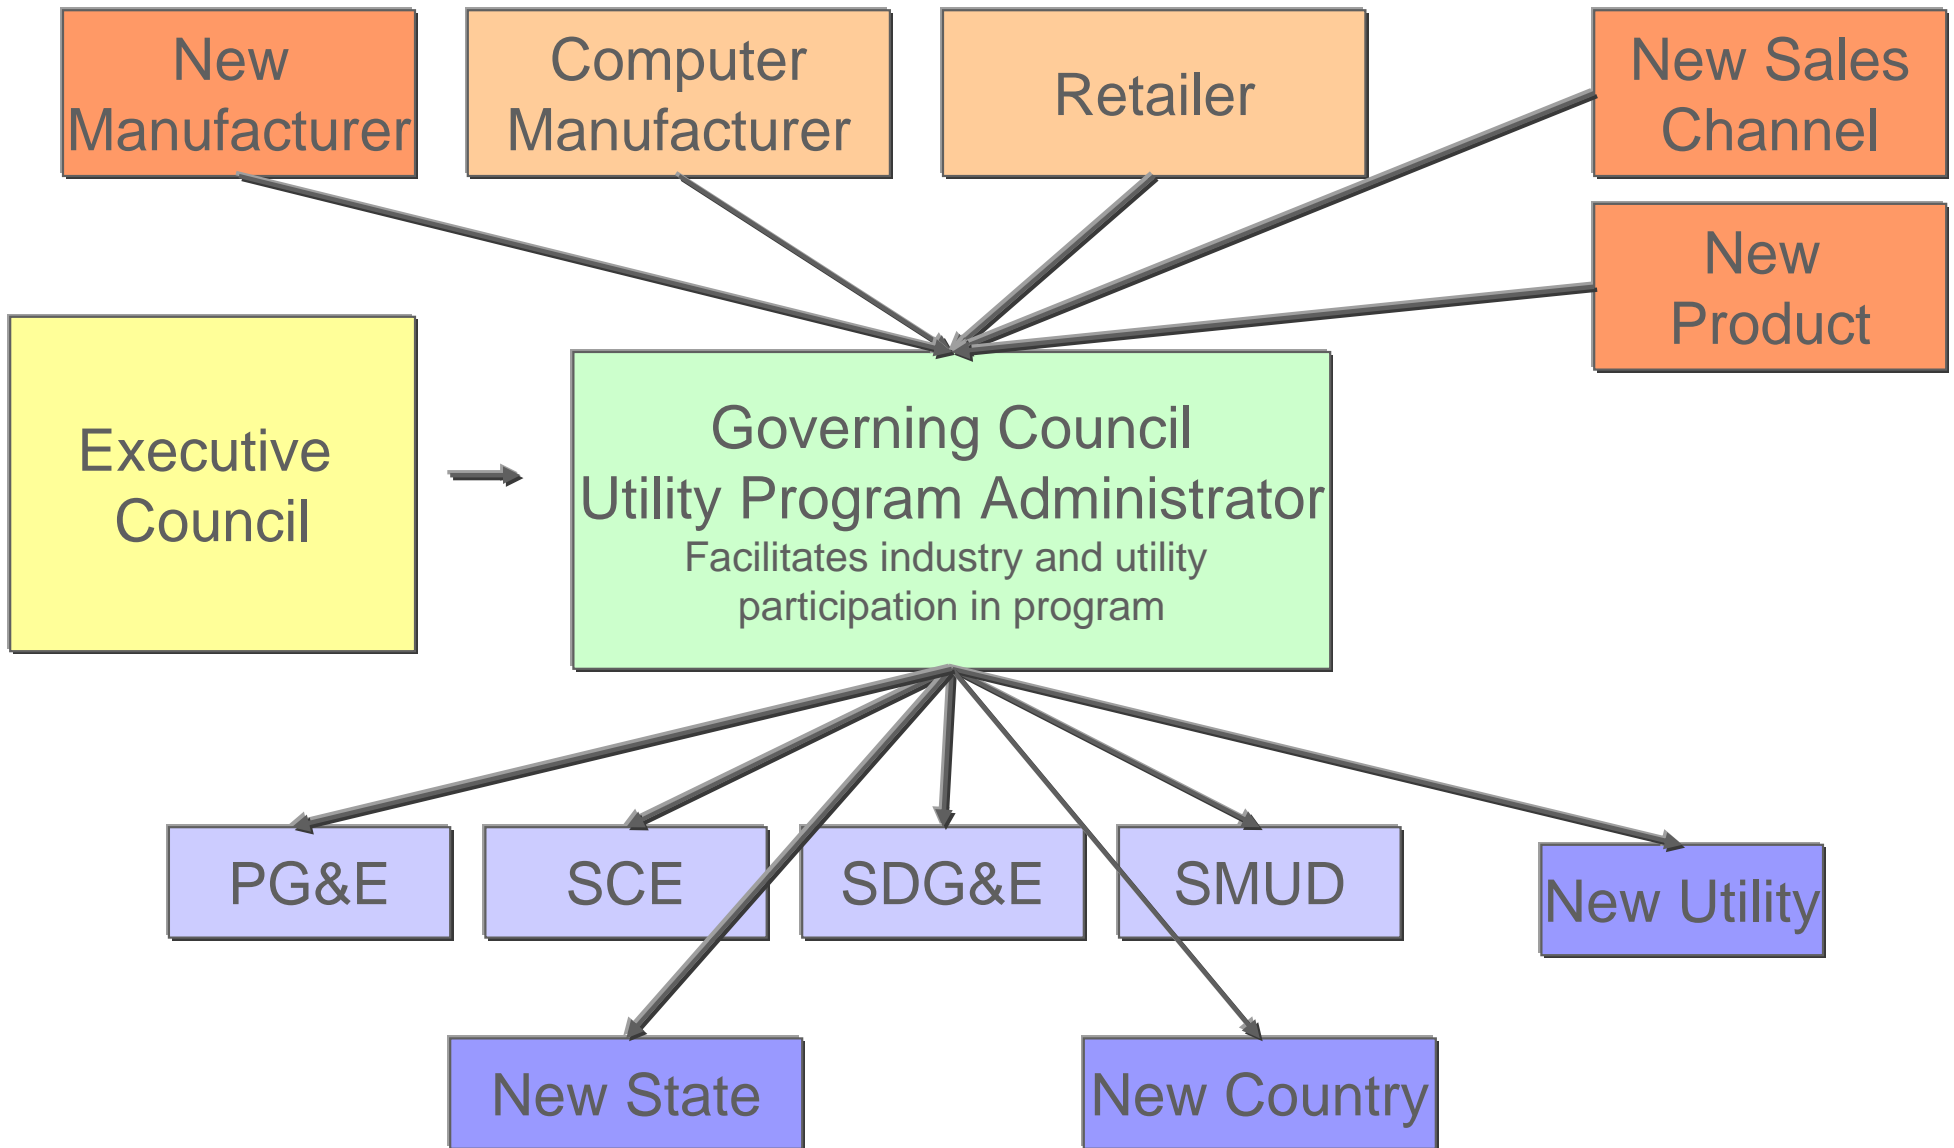 New
Manufacturer
Computer
Manufacturer
Retailer
New Sales
Channel
New
Product
Executive
Council
Governing Council
Utility Program Administrator
Facilitates industry and utility
participation in program
PG&E
SCE
SDG&E
SMUD
New Utility
New State
New Country